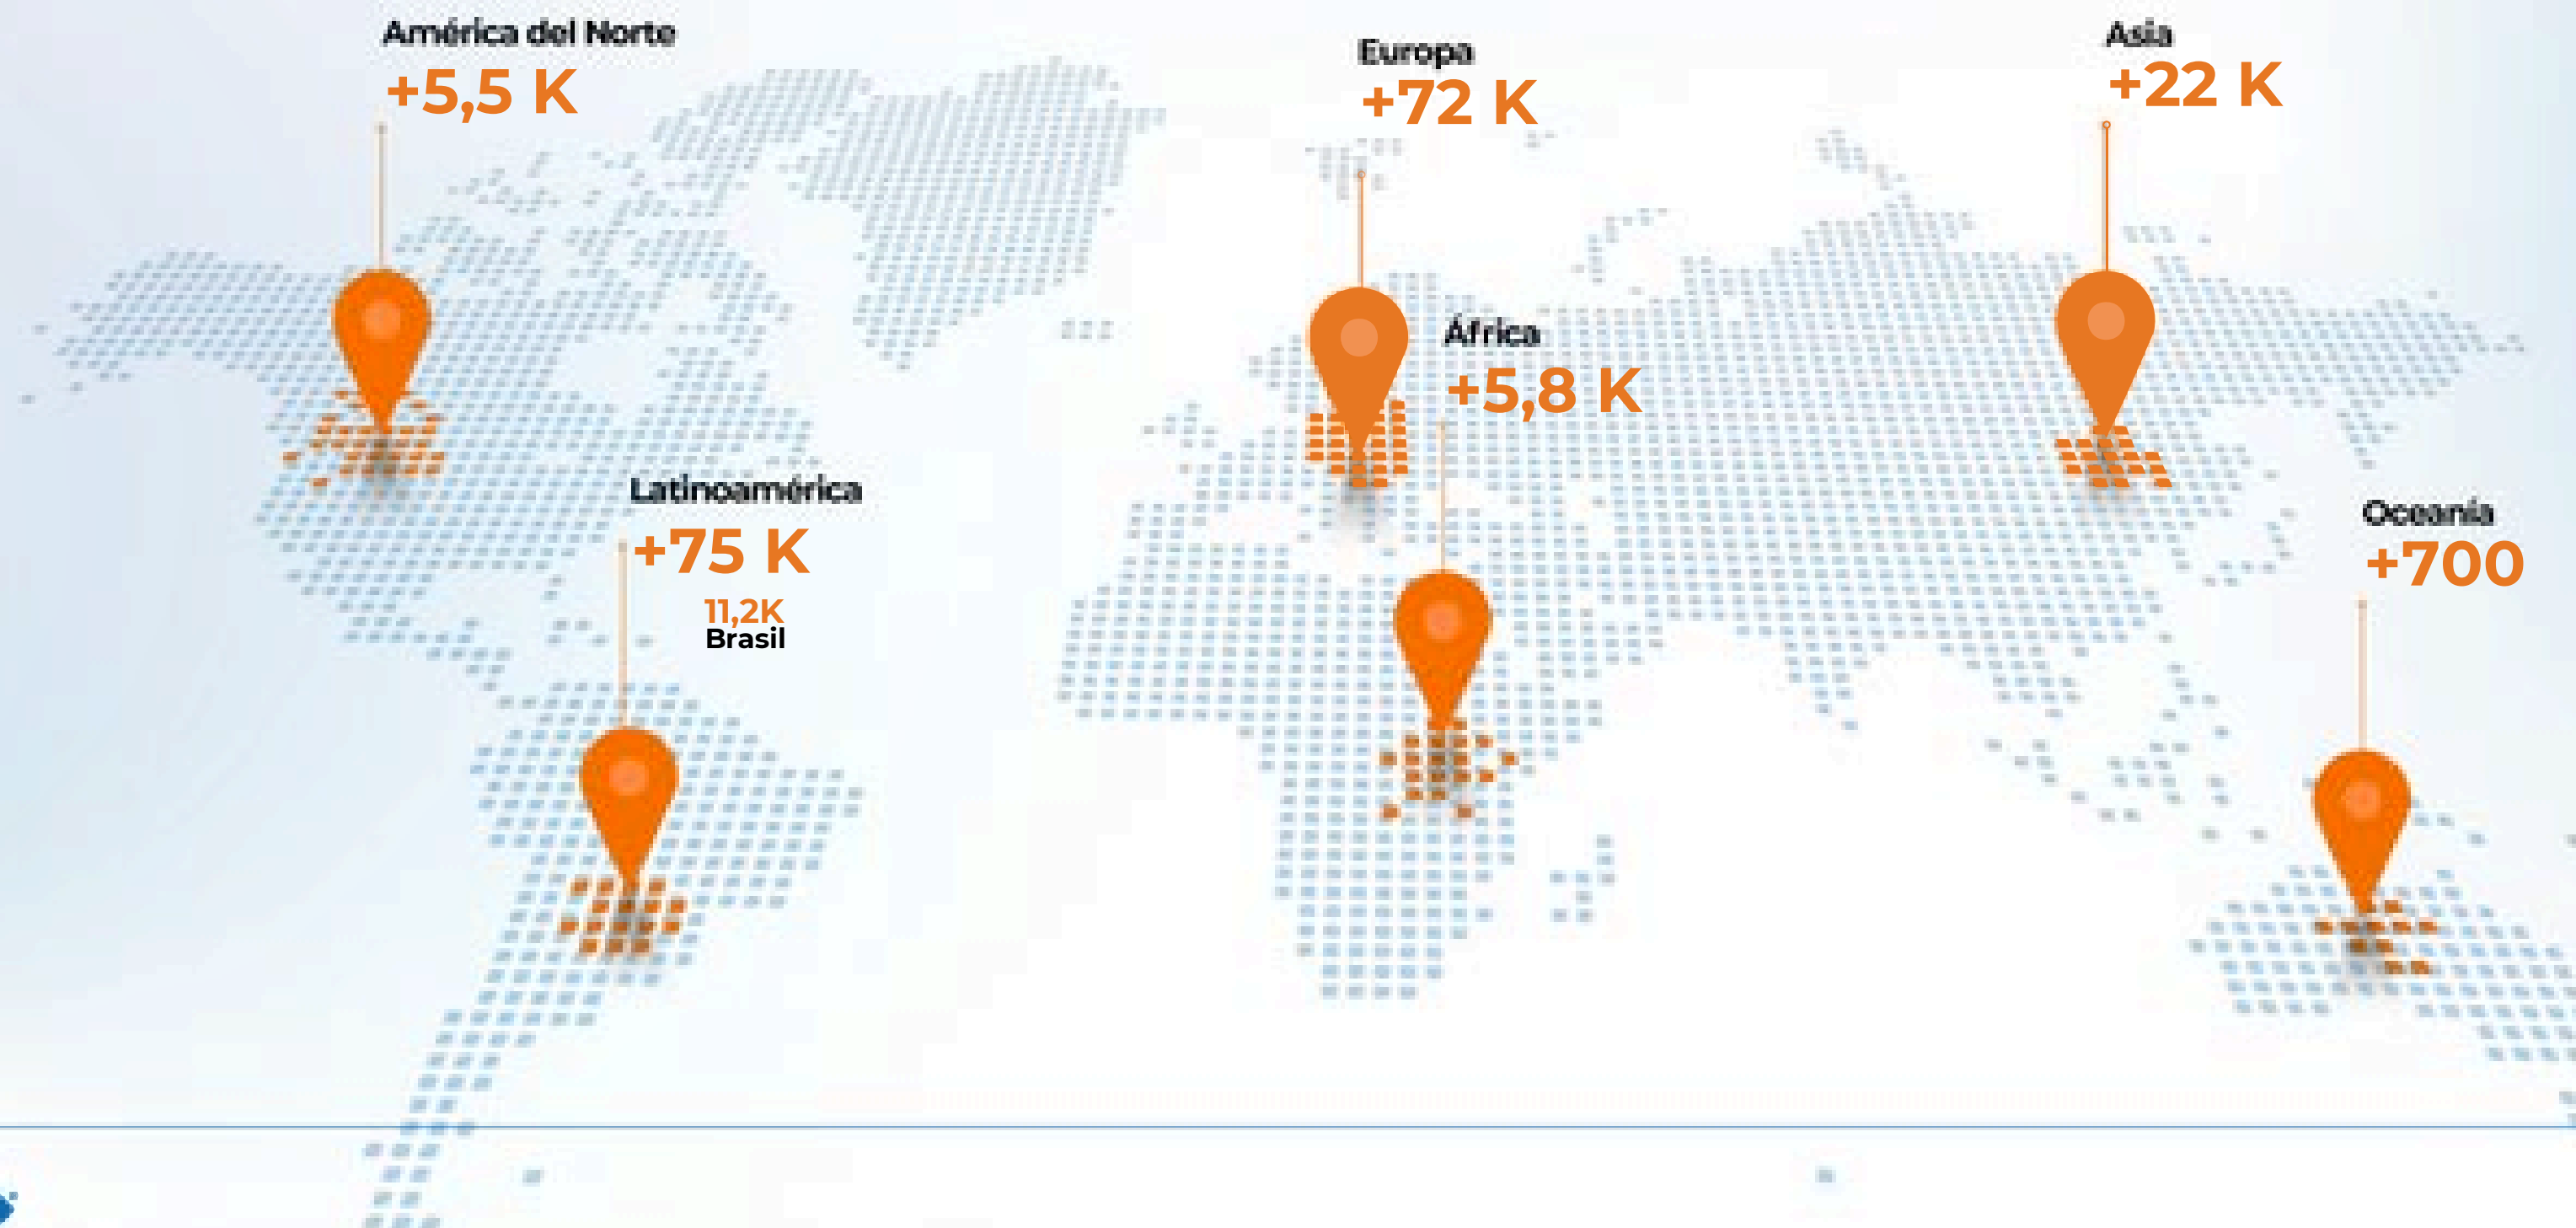 América del Norte
+5,5 K
Europa
+72 K
Asia
+22 K
África
+5,8 K
Latinoamérica
+75 K
11,2K
Brasil
Oceanía
+700